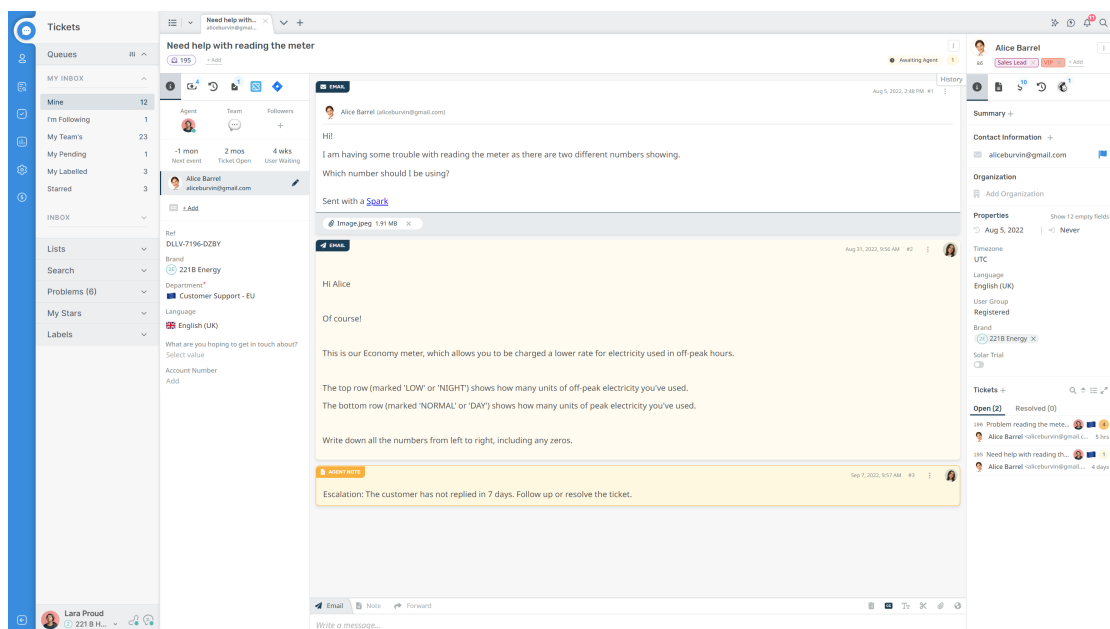 Tickets
Need help with...
aliceburvin@gmai...
11
Queues
MY INBOX
Mine 12
I'm Following 1
My Team's 23
My Pending 1
My Labelled 3
Starred 3
INBOX
Lists
Search
Problems (6)
My Stars
Labels
Lara Proud
221 B H...
Need help with reading the meter
195 + Add
Awaiting Agent 1
History
4
1
Agent Team Followers
-1 mon 2 mos 4 wks
Next event Ticket Open User Waiting
Alice Barrel
aliceburvin@gmail.com
CC + Add
Ref
DLLV-7196-DZBY
Brand
221B Energy
Department*
Customer Support - EU
Language
English (UK)
What are you hoping to get in touch about?
Select value
Account Number
Add
EMAIL
Aug 5, 2022, 2:48 PM #1
Alice Barrel (aliceburvin@gmail.com)
Hi!
I am having some trouble with reading the meter as there are two different numbers showing.
Which number should I be using?
Sent with a Spark
Image.jpeg 1.91 MB
EMAIL
Aug 31, 2022, 9:56 AM #2
Hi Alice
Of course!
This is our Economy meter, which allows you to be charged a lower rate for electricity used in off-peak hours.
The top row (marked 'LOW' or 'NIGHT') shows how many units of off-peak electricity you've used.
The bottom row (marked 'NORMAL' or 'DAY') shows how many units of peak electricity you've used.
Write down all the numbers from left to right, including any zeros.
AGENT NOTE
Sep 7, 2022, 9:57 AM #3
Escalation: The customer has not replied in 7 days. Follow up or resolve the ticket.
Email Note Forward
Write a message...
Alice Barrel
86 Sales Lead VIP + Add
10
1
Summary
Contact Information
aliceburvin@gmail.com
Organization
Add Organization
Properties Show 12 empty fields
Aug 5, 2022 Never
Timezone
UTC
Language
English (UK)
User Group
Registered
Brand
221B Energy
Solar Trial
Tickets
Open (2) Resolved (0)
196 Problem reading the mete... 4
Alice Barrel <aliceburvin@gmail.c... 5 hrs
195 Need help with reading th... 1
Alice Barrel <aliceburvin@gmail.... 4 days